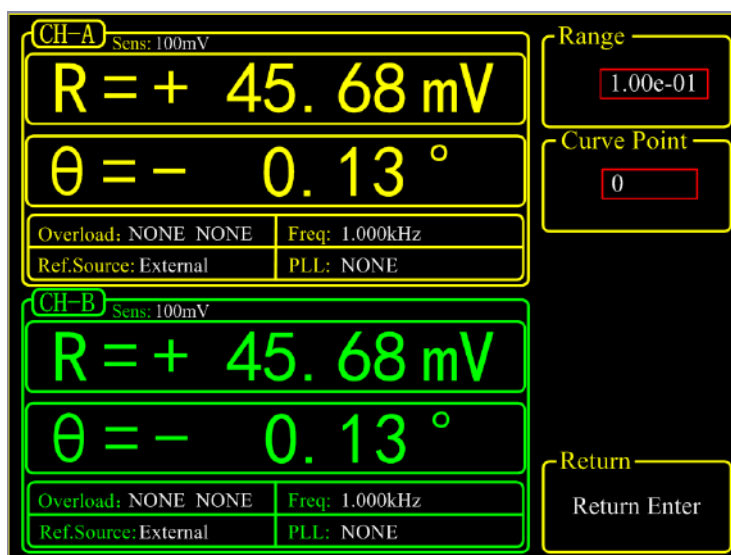 CH-A Sens: 100mV
R=+ 45.68 mV
θ=- 0.13 °
Overload: NONE NONE Freq: 1.000kHz
Ref.Source: External PLL: NONE
CH-B Sens: 100mV
R=+ 45.68 mV
θ=- 0.13 °
Overload: NONE NONE Freq: 1.000kHz
Ref.Source: External PLL: NONE
Range
1.00e-01
Curve Point
0
Return
Return Enter